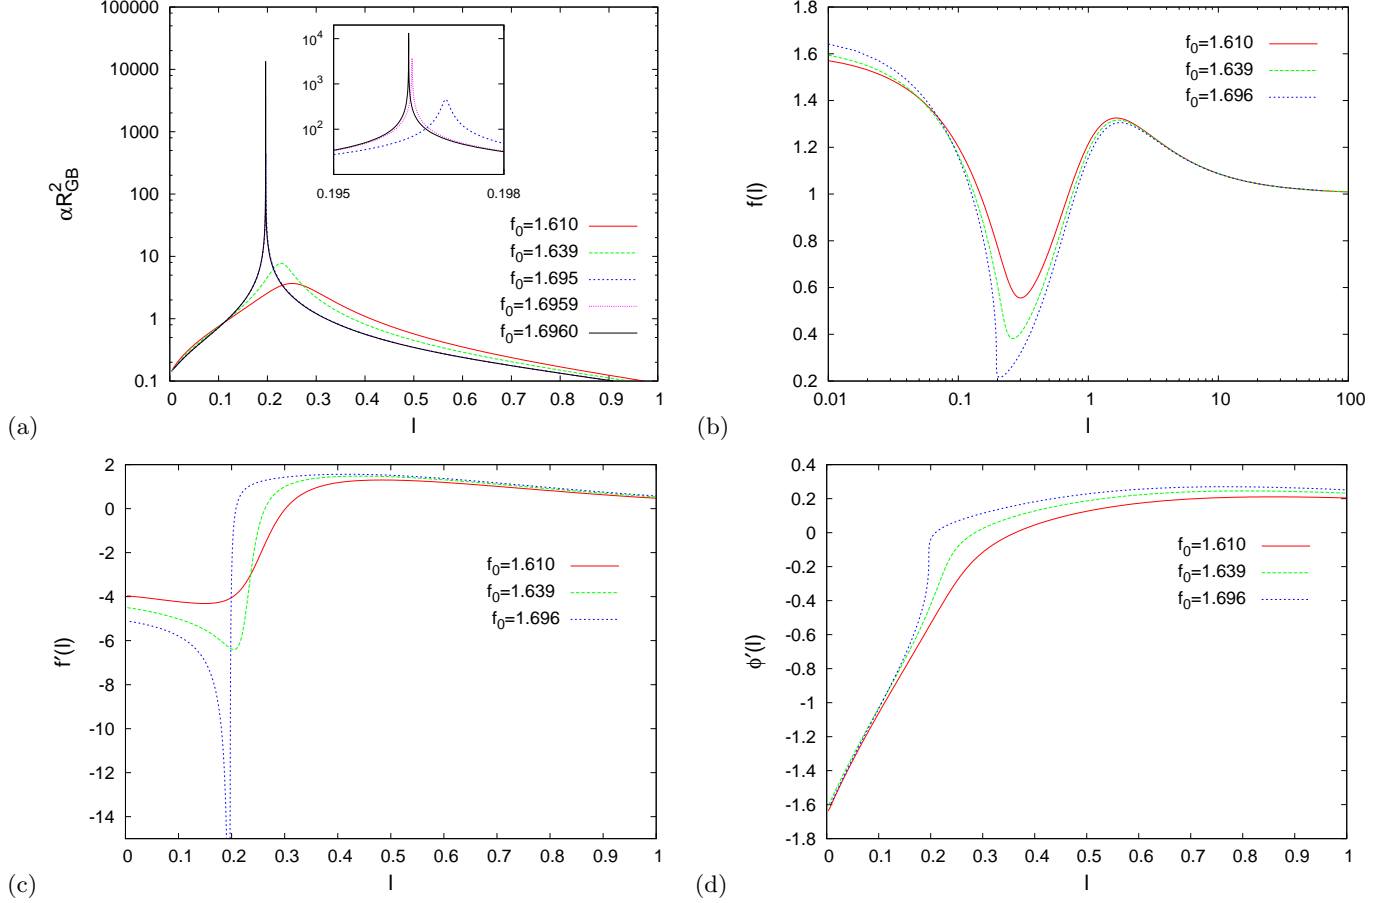 100000
10000
1000
100
10
1
0.1
αR²GB
10⁴
10³
10²
0.195
0.198
f₀=1.610
f₀=1.639
f₀=1.695
f₀=1.6959
f₀=1.6960
0 0.1 0.2 0.3 0.4 0.5 0.6 0.7 0.8 0.9 1
l
(a)
1.8
1.6
1.4
1.2
1
0.8
0.6
0.4
0.2
f(l)
f₀=1.610
f₀=1.639
f₀=1.696
0.01 0.1 1 10 100
l
(b)
2
0
-2
-4
-6
-8
-10
-12
-14
f'(l)
f₀=1.610
f₀=1.639
f₀=1.696
0 0.1 0.2 0.3 0.4 0.5 0.6 0.7 0.8 0.9 1
l
(c)
0.4
0.2
0
-0.2
-0.4
-0.6
-0.8
-1
-1.2
-1.4
-1.6
-1.8
ϕ'(l)
f₀=1.610
f₀=1.639
f₀=1.696
0 0.1 0.2 0.3 0.4 0.5 0.6 0.7 0.8 0.9 1
l
(d)